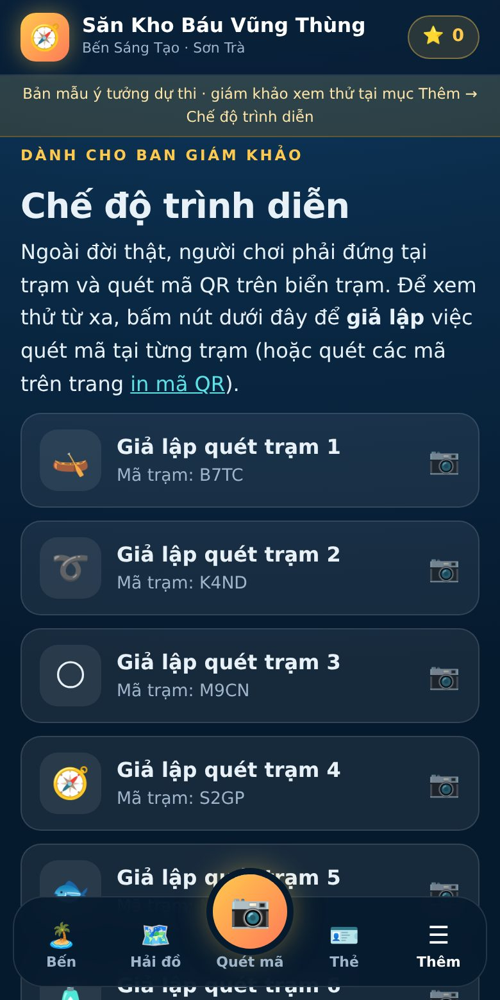 Săn Kho Báu Vũng Thùng
Bến Sáng Tạo · Sơn Trà
0
Bản mẫu ý tưởng dự thi · giám khảo xem thử tại mục Thêm →
Chế độ trình diễn
DÀNH CHO BAN GIÁM KHẢO
Chế độ trình diễn
Ngoài đời thật, người chơi phải đứng tại
trạm và quét mã QR trên biển trạm. Để xem
thử từ xa, bấm nút dưới đây để giả lập việc
quét mã tại từng trạm (hoặc quét các mã
trên trang in mã QR).
Giả lập quét trạm 1
Mã trạm: B7TC
Giả lập quét trạm 2
Mã trạm: K4ND
Giả lập quét trạm 3
Mã trạm: M9CN
Giả lập quét trạm 4
Mã trạm: S2GP
Giả lập trạm 5
Bến
Hải đồ
Quét mã
Thẻ
Thêm
Giả lập quét trạm 6